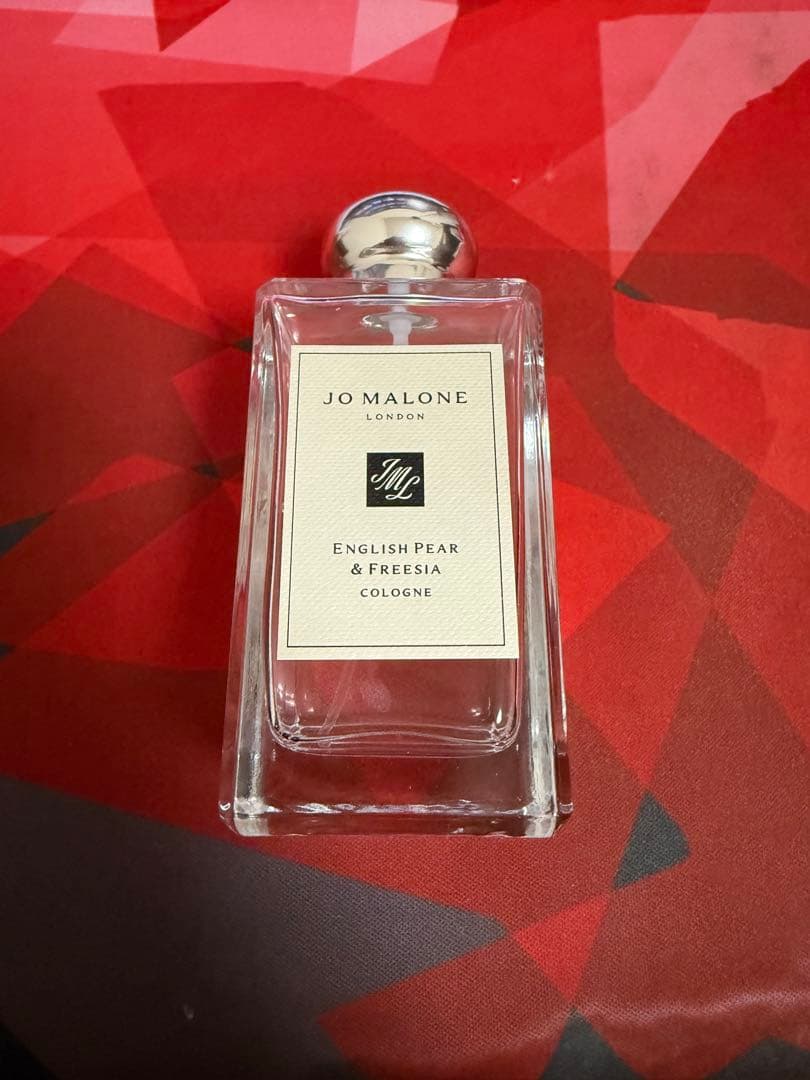 JO MALONE
LONDON
JML
ENGLISH PEAR
& FREESIA
COLOGNE